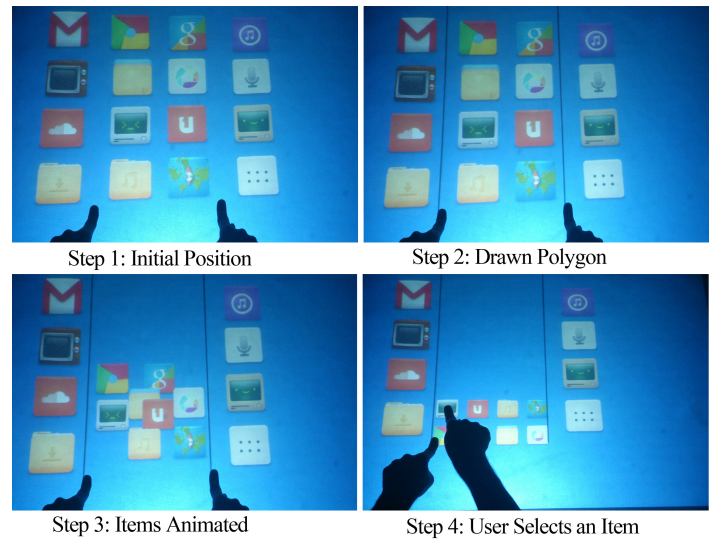 Step 1: Initial Position
Step 2: Drawn Polygon
Step 3: Items Animated
Step 4: User Selects an Item